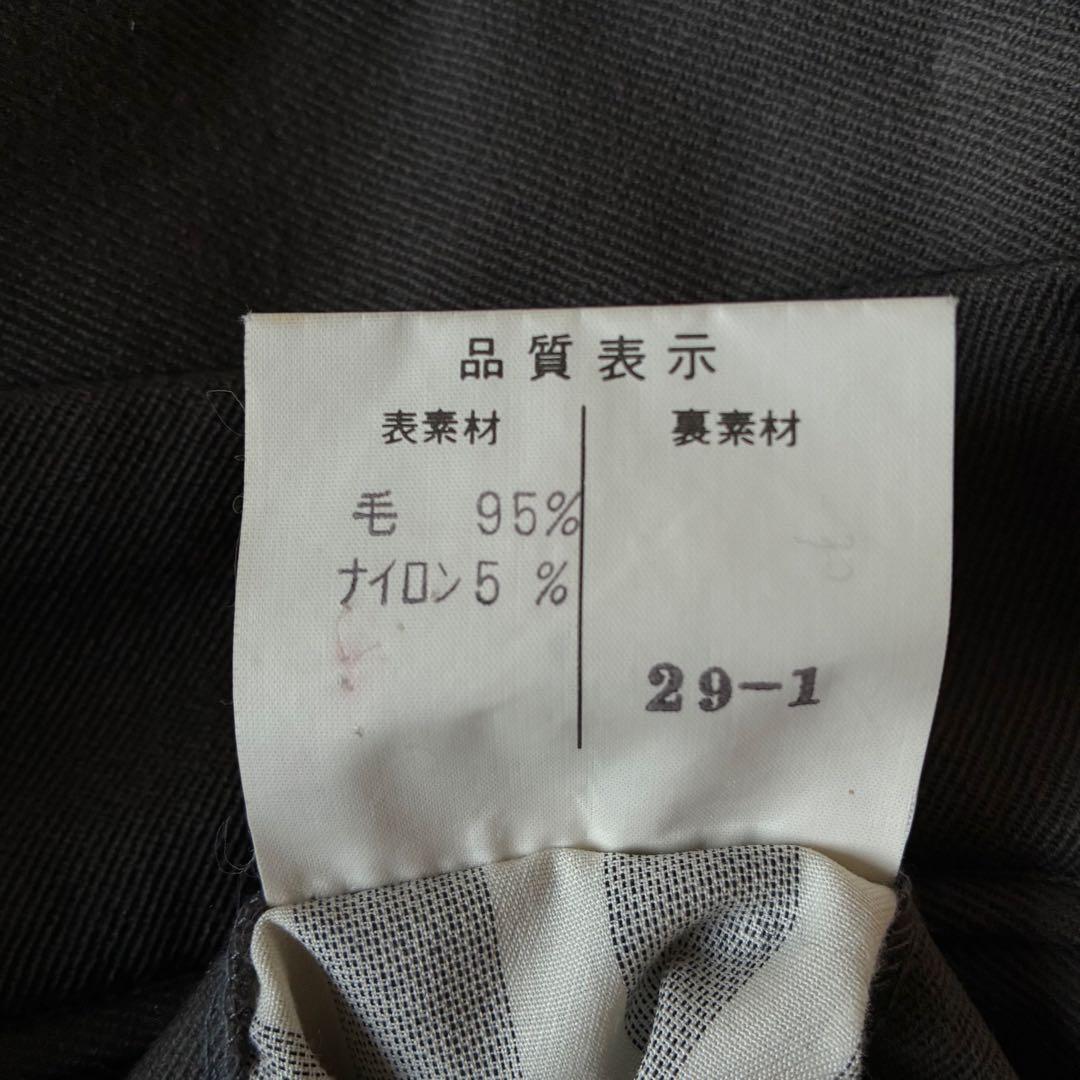 品質表示
表素材
毛 95%
ナイロン5 %
裏素材
29-1